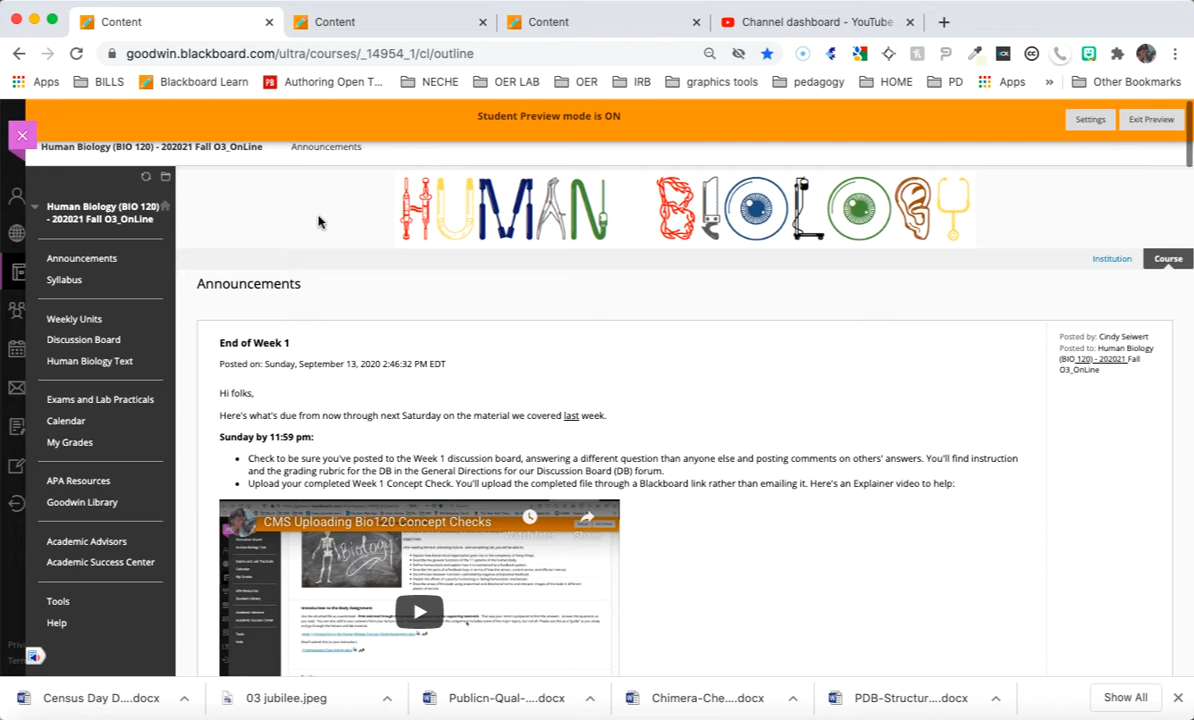 Content
Content
Content
Channel dashboard - YouTube
goodwin.blackboard.com/ultra/courses/_14954_1/cl/outline
Apps BILLS Blackboard Learn Authoring Open T... NECHE OER LAB OER IRB graphics tools pedagogy HOME PD Apps » Other Bookmarks
Student Preview mode is ON
Settings
Exit Preview
Human Biology (BIO 120) - 202021 Fall O3_OnLine Announcements
HUMAN BIOLOGY
Human Biology (BIO 120)
- 202021 Fall O3_OnLine
Announcements
Syllabus
Weekly Units
Discussion Board
Human Biology Text
Exams and Lab Practicals
Calendar
My Grades
APA Resources
Goodwin Library
Academic Advisors
Academic Success Center
Tools
Help
Institution
Course
Announcements
End of Week 1
Posted on: Sunday, September 13, 2020 2:46:32 PM EDT
Posted by: Cindy Seiwert
Posted to: Human Biology
(BIO 120) - 202021 Fall
O3_OnLine
Hi folks,
Here's what's due from now through next Saturday on the material we covered last week.
Sunday by 11:59 pm:
• Check to be sure you've posted to the Week 1 discussion board, answering a different question than anyone else and posting comments on others' answers. You'll find instruction
and the grading rubric for the DB in the General Directions for our Discussion Board (DB) forum.
• Upload your completed Week 1 Concept Check. You'll upload the completed file through a Blackboard link rather than emailing it. Here's an Explainer video to help:
CMS Uploading Bio120 Concept Checks
Biology
Introduction to the Body Assignment
Census Day D....docx
03 jubilee.jpeg
Publicn-Qual-....docx
Chimera-Che....docx
PDB-Structur....docx
Show All